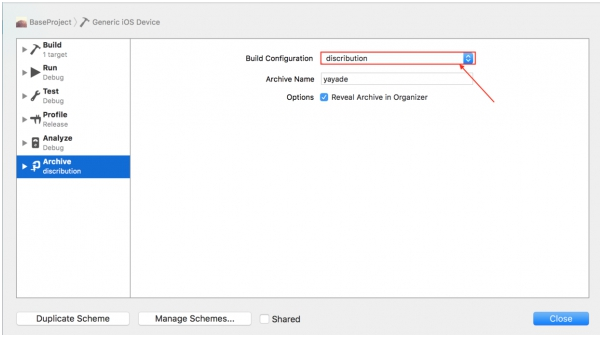 BaseProject 〉 Generic iOS Device
Build
1 target
Run
Debug
Test
Debug
Profile
Release
Analyze
Debug
Archive
discribution
Build Configuration discribution
Archive Name yayade
Options Reveal Archive in Organizer
Duplicate Scheme Manage Schemes... Shared Close